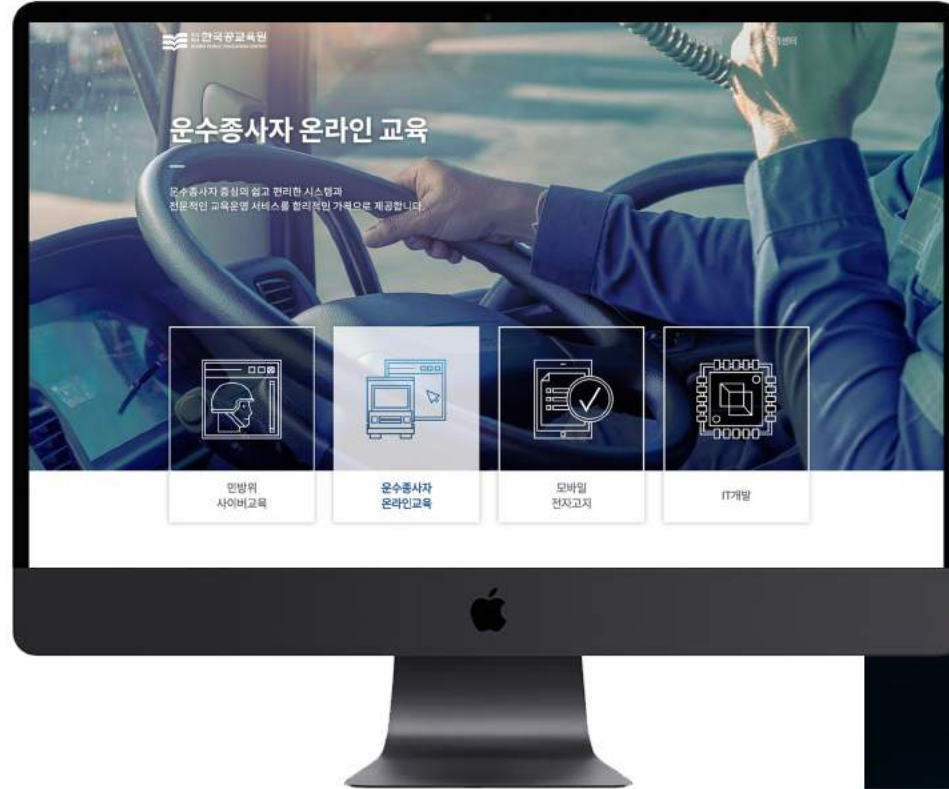 한국공교육원
KOREA PUBLIC EDUCATION CENTER
운수종사자 온라인 교육
운수종사자 중심의 쉽고 편리한 시스템과
전문적인 교육운영 서비스를 합리적인 가격으로 제공합니다.
민방위
사이버교육
운수종사자
온라인교육
모바일
전자고지
IT개발